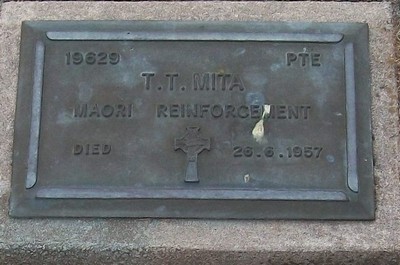 19629 PTE
T.T. MITA
MAORI REINFORCEMENT
DIED 26.6.1957